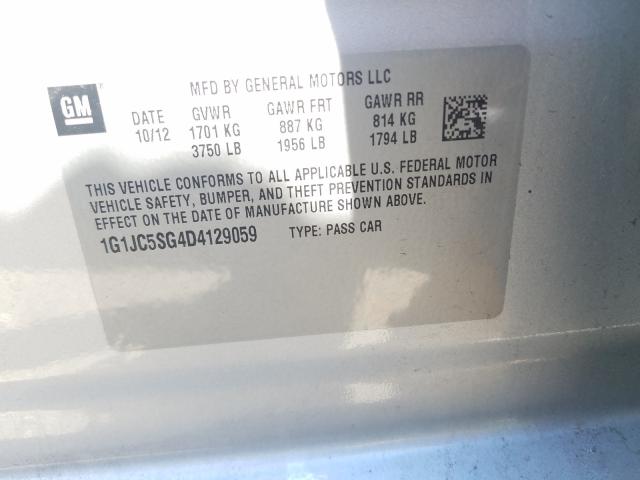 GM
MFD BY GENERAL MOTORS LLC
DATE GVWR GAWR FRT GAWR RR
10/12 1701 KG 887 KG 814 KG
3750 LB 1956 LB 1794 LB
THIS VEHICLE CONFORMS TO ALL APPLICABLE U.S. FEDERAL MOTOR
VEHICLE SAFETY, BUMPER, AND THEFT PREVENTION STANDARDS IN
EFFECT ON THE DATE OF MANUFACTURE SHOWN ABOVE.
1G1JC5SG4D4129059 TYPE: PASS CAR